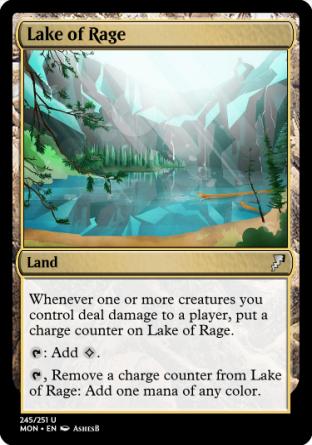 Lake of Rage
Land
Whenever one or more creatures you
control deal damage to a player, put a
charge counter on Lake of Rage.
: Add .
, Remove a charge counter from Lake
of Rage: Add one mana of any color.
245/251 U
MON • EN AshesB